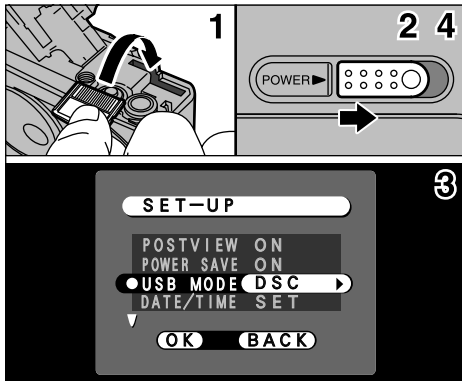 1
2 4
POWER▶
3
SET-UP
POSTVIEW ON
POWER SAVE ON
USB MODE DSC ▶
DATE/TIME SET
OK BACK